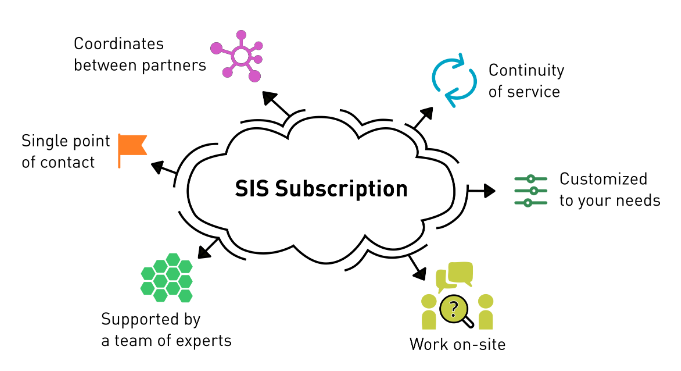 Coordinates
between partners
Continuity
of service
Single point
of contact
SIS Subscription
Customized
to your needs
Supported by
a team of experts
?
Work on-site